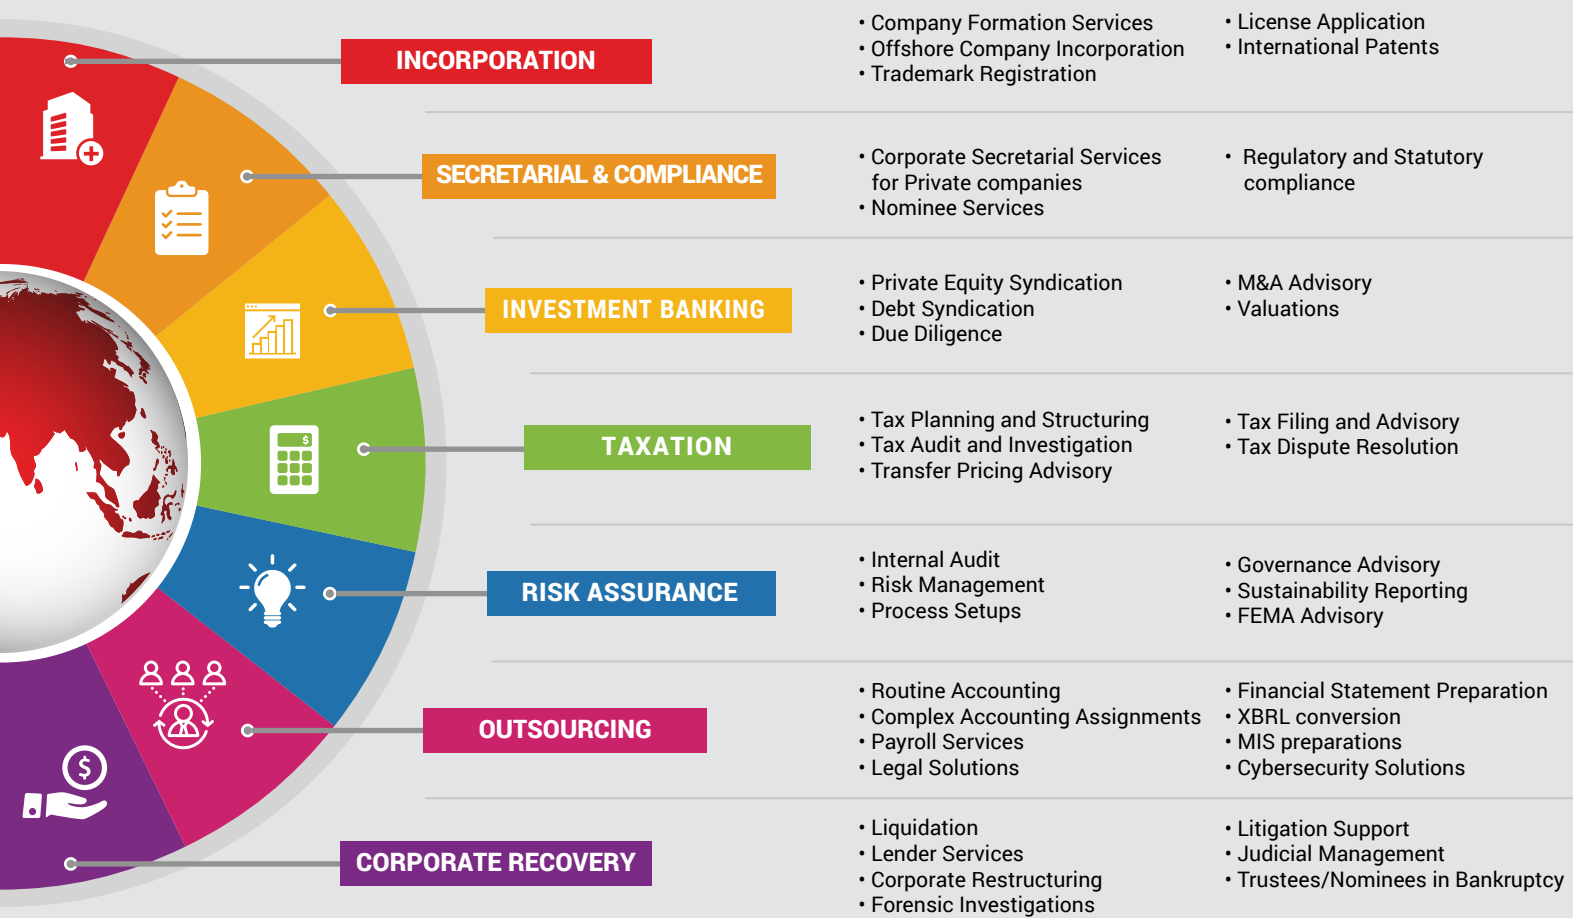 INCORPORATION
• Company Formation Services
• Offshore Company Incorporation
• Trademark Registration
• License Application
• International Patents
SECRETARIAL & COMPLIANCE
• Corporate Secretarial Services
for Private companies
• Nominee Services
• Regulatory and Statutory
compliance
INVESTMENT BANKING
• Private Equity Syndication
• Debt Syndication
• Due Diligence
• M&A Advisory
• Valuations
$
TAXATION
• Tax Planning and Structuring
• Tax Audit and Investigation
• Transfer Pricing Advisory
• Tax Filing and Advisory
• Tax Dispute Resolution
RISK ASSURANCE
• Internal Audit
• Risk Management
• Process Setups
• Governance Advisory
• Sustainability Reporting
• FEMA Advisory
OUTSOURCING
• Routine Accounting
• Complex Accounting Assignments
• Payroll Services
• Legal Solutions
• Financial Statement Preparation
• XBRL conversion
• MIS preparations
• Cybersecurity Solutions
$
CORPORATE RECOVERY
• Liquidation
• Lender Services
• Corporate Restructuring
• Forensic Investigations
• Litigation Support
• Judicial Management
• Trustees/Nominees in Bankruptcy